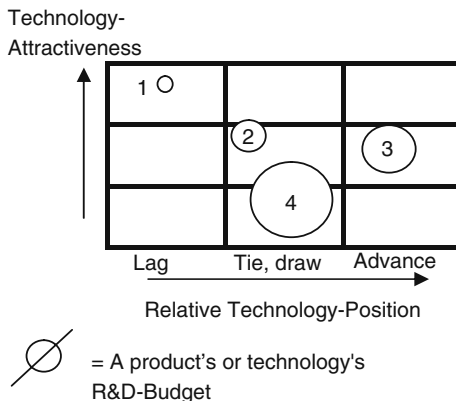 Technology-
Attractiveness
1
2
3
4
Lag Tie, draw Advance
Relative Technology-Position
= A product's or technology's
R&D-Budget